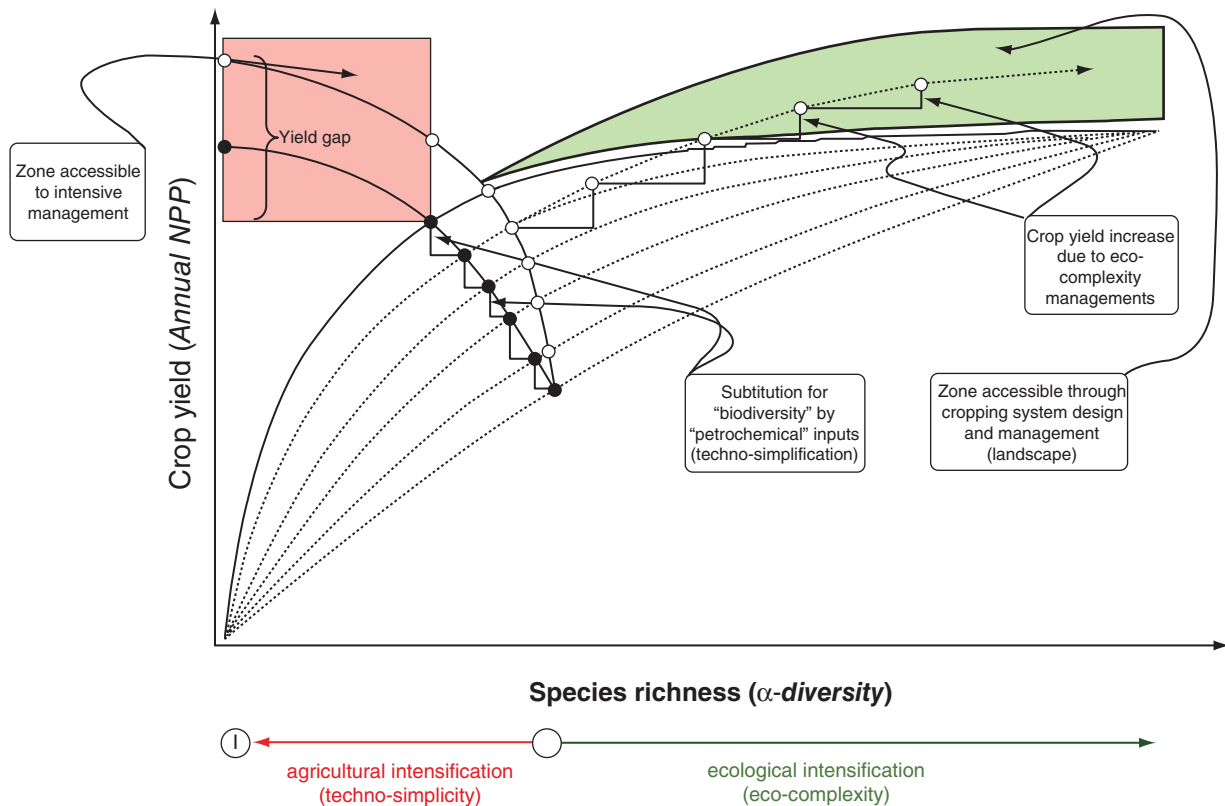 Crop yield (Annual NPP)
Yield gap
Zone accessible
to intensive
management
Crop yield increase
due to eco-
complexity
managements
Subtitution for
“biodiversity” by
“petrochemical” inputs
(techno-simplification)
Zone accessible through
cropping system design
and management
(landscape)
Species richness (α-diversity)
I
agricultural intensification
(techno-simplicity)
ecological intensification
(eco-complexity)